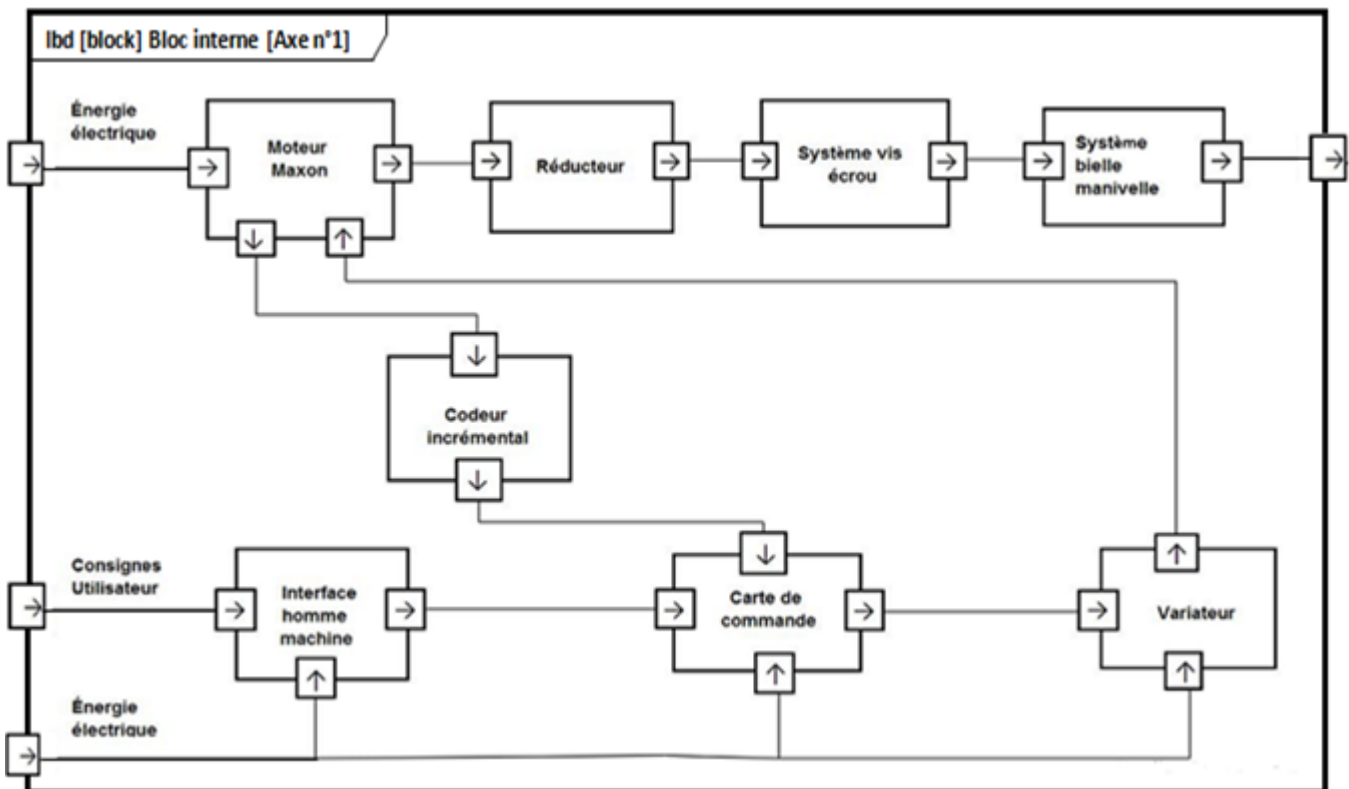 Ibd [block] Bloc interne [Axe n°1]
Énergie
électrique
Moteur
Maxon
Réducteur
Système vis
écrou
Système
bielle
manivelle
Codeur
incrémental
Consignes
Utilisateur
Interface
homme
machine
Carte de
commande
Variateur
Énergie
électrique